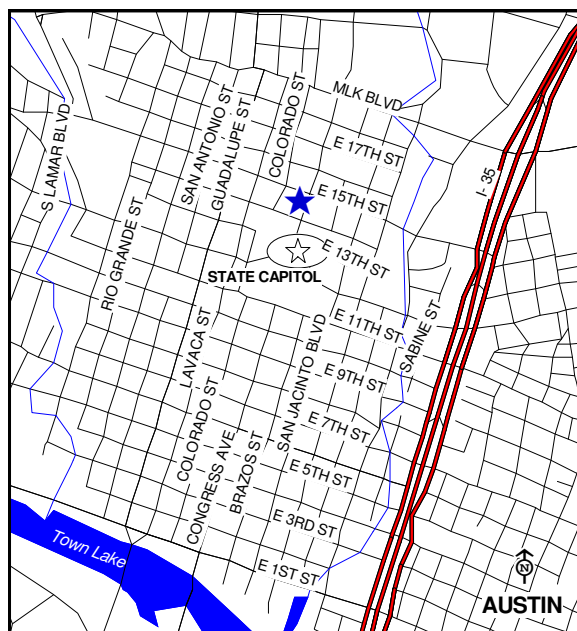 MLK BLVD
COLORADO ST
S LAMAR BLVD
SAN ANTONIO ST
GUADALUPE ST
E 17TH ST
I- 35
E 15TH ST
RIO GRANDE ST
E 13TH ST
STATE CAPITOL
E 11TH ST
SABINE ST
LAVACA ST
SAN JACINTO BLVD
E 9TH ST
E 7TH ST
COLORADO ST
CONGRESS AVE
BRAZOS ST
E 5TH ST
E 3RD ST
Town Lake
E 1ST ST
N
AUSTIN